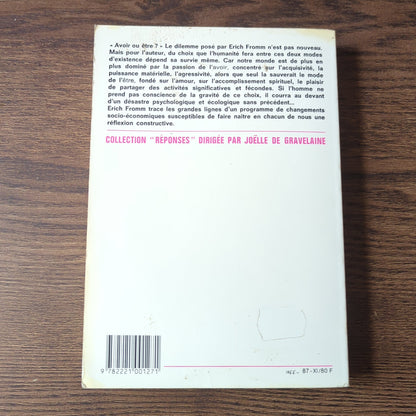 « Avoir ou être ? » Le dilemme posé par Erich Fromm n'est pas nouveau.
Mais pour l'auteur, du choix que l'humanité fera entre ces deux modes
d'existence dépend sa survie même. Car notre monde est de plus en
plus dominé par la passion de l'avoir, concentré sur l'acquisivité, la
puissance matérielle, l'agressivité, alors que seul la sauverait le mode
de l'être, fondé sur l'amour, sur l'accomplissement spirituel, le plaisir
de partager des activités significatives et fécondes. Si l'homme ne
prend pas conscience de la gravité de ce choix, il courra au devant
d'un désastre psychologique et écologique sans précédent...
Erich Fromm trace les grandes lignes d'un programme de changements
socio-économiques susceptibles de faire naître en chacun de nous une
réflexion constructive.
COLLECTION "RÉPONSES" DIRIGÉE PAR JOËLLE DE GRAVELAINE
9 782221 001271
87-XI/80 F